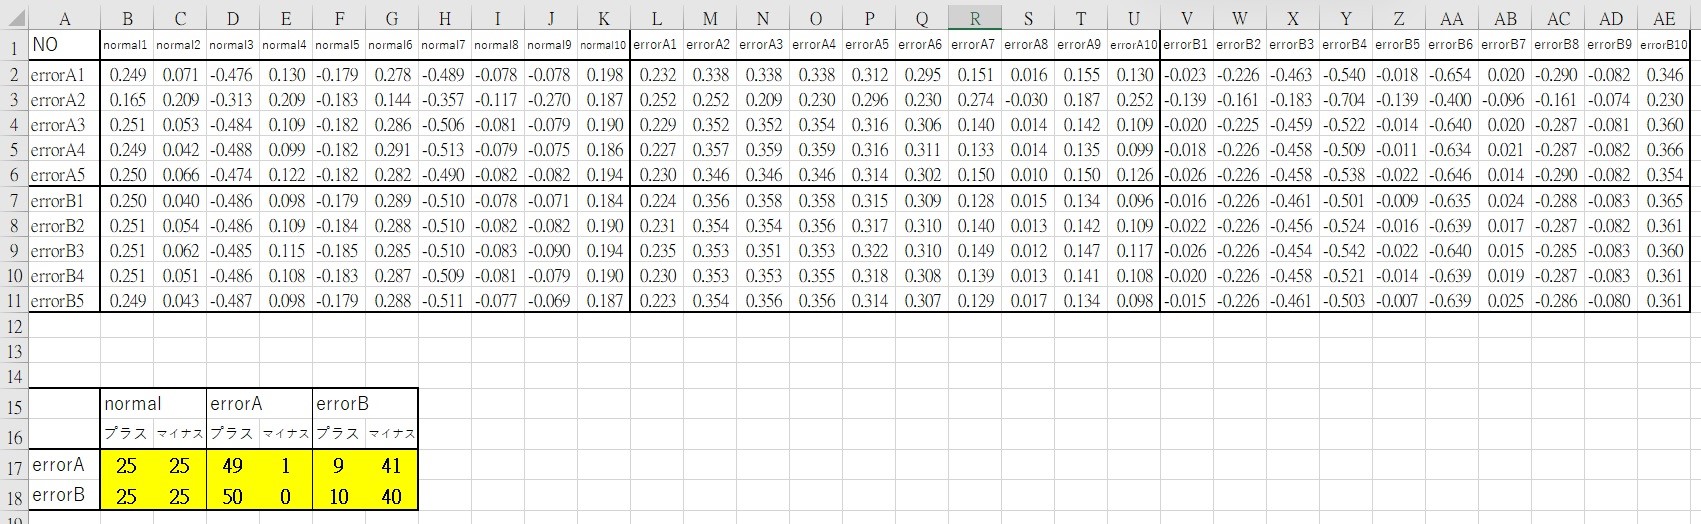 A B C D E F G H I J K L M N O P Q R S T U V W X Y Z AA AB AC AD AE
1 NO normal1 normal2 normal3 normal4 normal5 normal6 normal7 normal8 normal9 normal10 errorA1 errorA2 errorA3 errorA4 errorA5 errorA6 errorA7 errorA8 errorA9 errorA10 errorB1 errorB2 errorB3 errorB4 errorB5 errorB6 errorB7 errorB8 errorB9 errorB10
2 errorA1 0.249 0.071 -0.476 0.130 -0.179 0.278 -0.489 -0.078 -0.078 0.198 0.232 0.338 0.338 0.338 0.312 0.295 0.151 0.016 0.155 0.130 -0.023 -0.226 -0.463 -0.540 -0.018 -0.654 0.020 -0.290 -0.082 0.346
3 errorA2 0.165 0.209 -0.313 0.209 -0.183 0.144 -0.357 -0.117 -0.270 0.187 0.252 0.252 0.209 0.230 0.296 0.230 0.274 -0.030 0.187 0.252 -0.139 -0.161 -0.183 -0.704 -0.139 -0.400 -0.096 -0.161 -0.074 0.230
4 errorA3 0.251 0.053 -0.484 0.109 -0.182 0.286 -0.506 -0.081 -0.079 0.190 0.229 0.352 0.352 0.354 0.316 0.306 0.140 0.014 0.142 0.109 -0.020 -0.225 -0.459 -0.522 -0.014 -0.640 0.020 -0.287 -0.081 0.360
5 errorA4 0.249 0.042 -0.488 0.099 -0.182 0.291 -0.513 -0.079 -0.075 0.186 0.227 0.357 0.359 0.359 0.316 0.311 0.133 0.014 0.135 0.099 -0.018 -0.226 -0.458 -0.509 -0.011 -0.634 0.021 -0.287 -0.082 0.366
6 errorA5 0.250 0.066 -0.474 0.122 -0.182 0.282 -0.490 -0.082 -0.082 0.194 0.230 0.346 0.346 0.346 0.314 0.302 0.150 0.010 0.150 0.126 -0.026 -0.226 -0.458 -0.538 -0.022 -0.646 0.014 -0.290 -0.082 0.354
7 errorB1 0.250 0.040 -0.486 0.098 -0.179 0.289 -0.510 -0.078 -0.071 0.184 0.224 0.356 0.358 0.358 0.315 0.309 0.128 0.015 0.134 0.096 -0.016 -0.226 -0.461 -0.501 -0.009 -0.635 0.024 -0.288 -0.083 0.365
8 errorB2 0.251 0.054 -0.486 0.109 -0.184 0.288 -0.510 -0.082 -0.082 0.190 0.231 0.354 0.354 0.356 0.317 0.310 0.140 0.013 0.142 0.109 -0.022 -0.226 -0.456 -0.524 -0.016 -0.639 0.017 -0.287 -0.082 0.361
9 errorB3 0.251 0.062 -0.485 0.115 -0.185 0.285 -0.510 -0.083 -0.090 0.194 0.235 0.353 0.351 0.353 0.322 0.310 0.149 0.012 0.147 0.117 -0.026 -0.226 -0.454 -0.542 -0.022 -0.640 0.015 -0.285 -0.083 0.360
10 errorB4 0.251 0.051 -0.486 0.108 -0.183 0.287 -0.509 -0.081 -0.079 0.190 0.230 0.353 0.353 0.355 0.318 0.308 0.139 0.013 0.141 0.108 -0.020 -0.226 -0.458 -0.521 -0.014 -0.639 0.019 -0.287 -0.083 0.361
11 errorB5 0.249 0.043 -0.487 0.098 -0.179 0.288 -0.511 -0.077 -0.069 0.187 0.223 0.354 0.356 0.356 0.314 0.307 0.129 0.017 0.134 0.098 -0.015 -0.226 -0.461 -0.503 -0.007 -0.639 0.025 -0.286 -0.080 0.361
12
13
14
15 normal errorA errorB
16 プラス マイナス プラス マイナス プラス マイナス
17 errorA 25 25 49 1 9 41
18 errorB 25 25 50 0 10 40